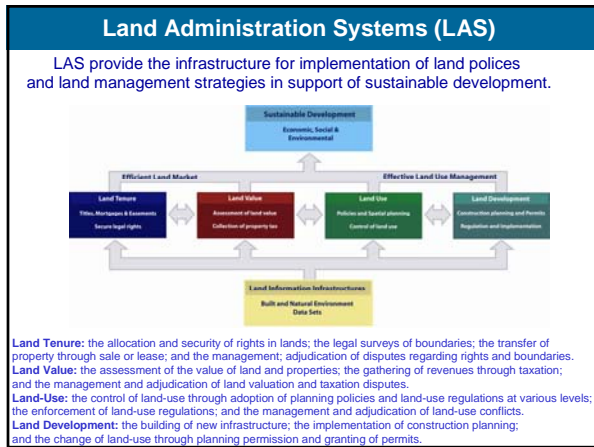 Land Administration Systems (LAS)
LAS provide the infrastructure for implementation of land polices
and land management strategies in support of sustainable development.
Sustainable Development
Economic, Social &
Environmental
Efficient Land Market
Effective Land Use Management
Land Tenure
Titles, Mortgages & Easements
Secure legal rights
Land Value
Assessment of land value
Collection of property tax
Land Use
Policies and Spatial planning
Control of land use
Land Development
Construction planning and Permits
Regulation and Implementation
Land Information Infrastructures
Built and Natural Environment
Data Sets
Land Tenure: the allocation and security of rights in lands; the legal surveys of boundaries; the transfer of
property through sale or lease; and the management; adjudication of disputes regarding rights and boundaries.
Land Value: the assessment of the value of land and properties; the gathering of revenues through taxation;
and the management and adjudication of land valuation and taxation disputes.
Land-Use: the control of land-use through adoption of planning policies and land-use regulations at various levels;
the enforcement of land-use regulations; and the management and adjudication of land-use conflicts.
Land Development: the building of new infrastructure; the implementation of construction planning;
and the change of land-use through planning permission and granting of permits.